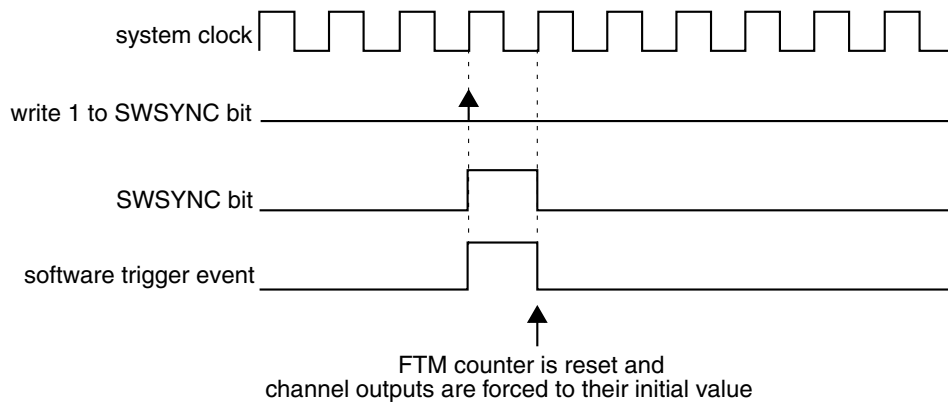 system clock
write 1 to SWSYNC bit
SWSYNC bit
software trigger event
FTM counter is reset and
channel outputs are forced to their initial value